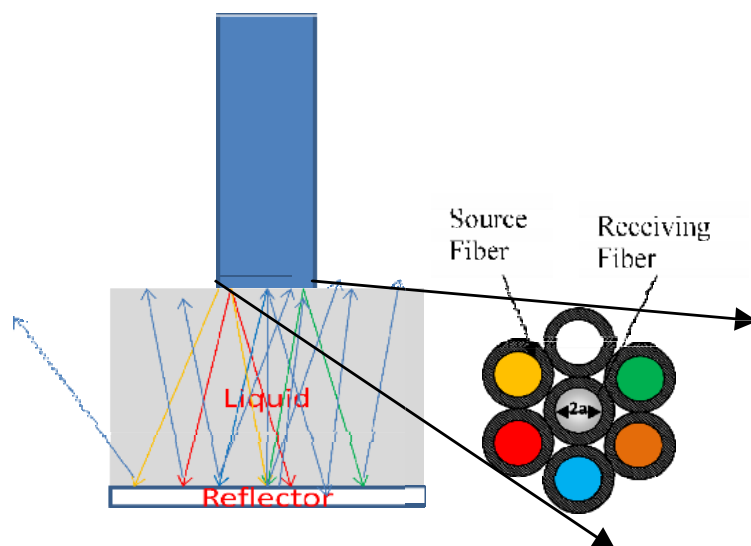 Source
Fiber
Receiving
Fiber
Liquid
2a
Reflector